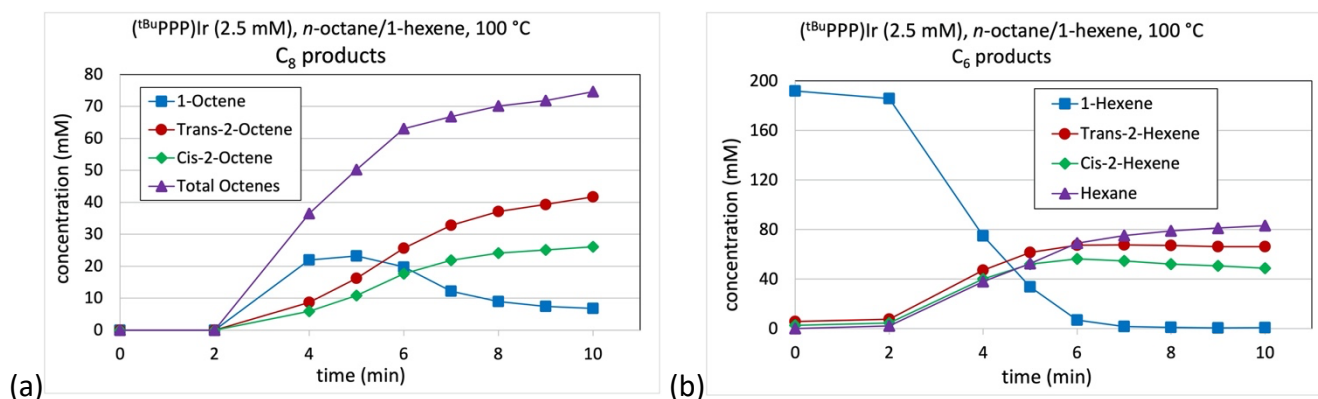 (ᵗᴮᵘPPP)Ir (2.5 mM), n-octane/1-hexene, 100 °C
C₈ products
80
70
60
50
40
30
20
10
0
concentration (mM)
1-Octene
Trans-2-Octene
Cis-2-Octene
Total Octenes
0 2 4 6 8 10
time (min)
(a)
(ᵗᴮᵘPPP)Ir (2.5 mM), n-octane/1-hexene, 100 °C
C₆ products
200
160
120
80
40
0
concentration (mM)
1-Hexene
Trans-2-Hexene
Cis-2-Hexene
Hexane
0 2 4 6 8 10
time (min)
(b)